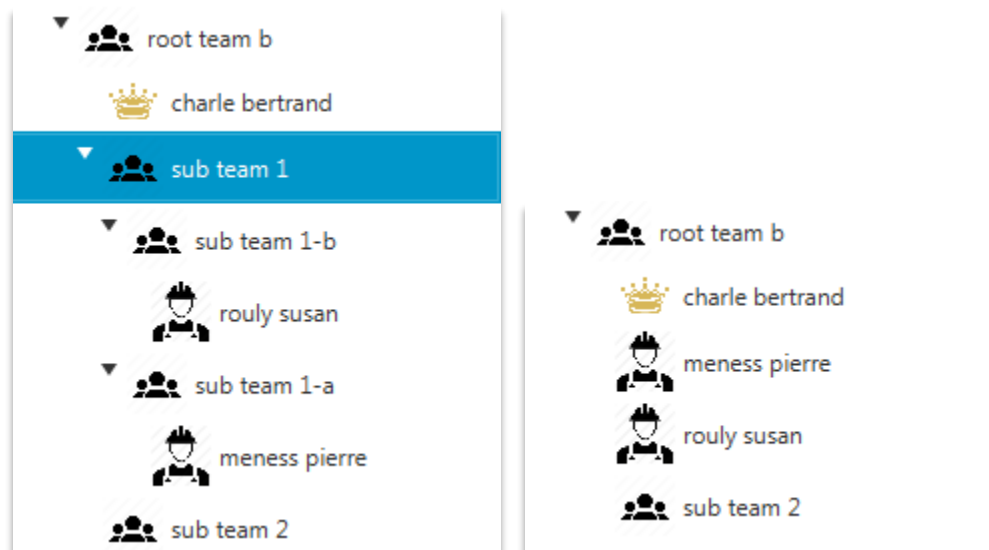 root team b
charle bertrand
sub team 1
sub team 1-b
rouly susan
sub team 1-a
meness pierre
sub team 2
root team b
charle bertrand
meness pierre
rouly susan
sub team 2